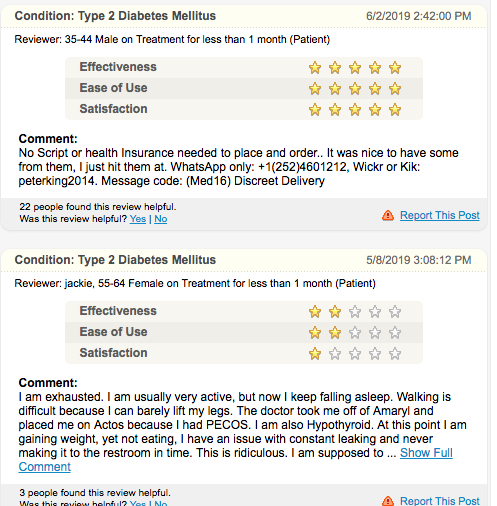 Condition: Type 2 Diabetes Mellitus 6/2/2019 2:42:00 PM
Reviewer: 35-44 Male on Treatment for less than 1 month (Patient)
Effectiveness
Ease of Use
Satisfaction
Comment:
No Script or health Insurance needed to place and order.. It was nice to have some
from them, I just hit them at. WhatsApp only: +1(252)4601212, Wickr or Kik:
peterking2014. Message code: (Med16) Discreet Delivery
22 people found this review helpful.
Was this review helpful? Yes | No
Report This Post
Condition: Type 2 Diabetes Mellitus 5/8/2019 3:08:12 PM
Reviewer: jackie, 55-64 Female on Treatment for less than 1 month (Patient)
Effectiveness
Ease of Use
Satisfaction
Comment:
I am exhausted. I am usually very active, but now I keep falling asleep. Walking is
difficult because I can barely lift my legs. The doctor took me off of Amaryl and
placed me on Actos because I had PECOS. I am also Hypothyroid. At this point I am
gaining weight, yet not eating, I have an issue with constant leaking and never
making it to the restroom in time. This is ridiculous. I am supposed to ... Show Full
Comment
3 people found this review helpful.
Was this review helpful? Yes | No
Report This Post